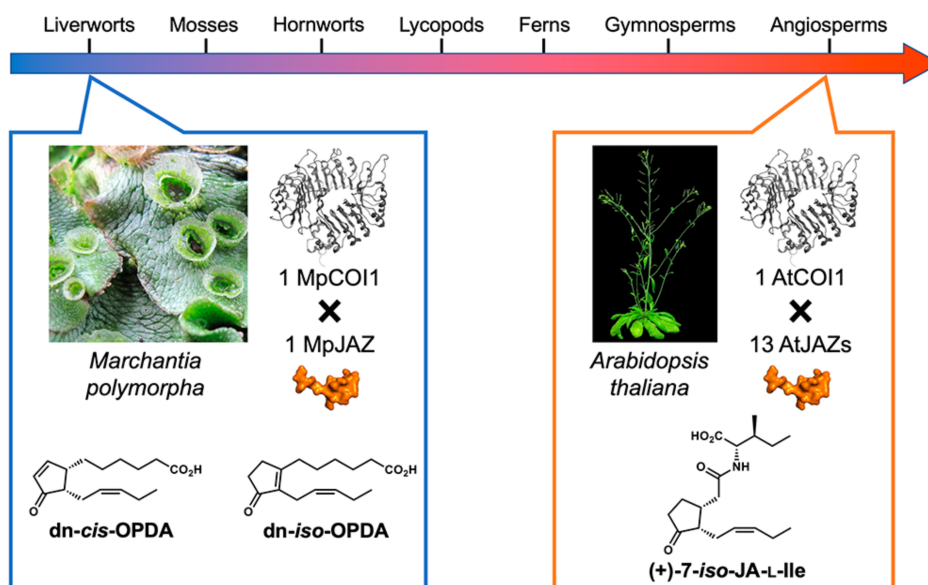 Liverworts Mosses Hornworts Lycopods Ferns Gymnosperms Angiosperms
1 MpCOI1
×
1 MpJAZ
Marchantia
polymorpha
CO₂H
O
dn-cis-OPDA
CO₂H
O
dn-iso-OPDA
1 AtCOI1
×
13 AtJAZs
Arabidopsis
thaliana
HO₂C
O
NH
O
(+)-7-iso-JA-L-Ile